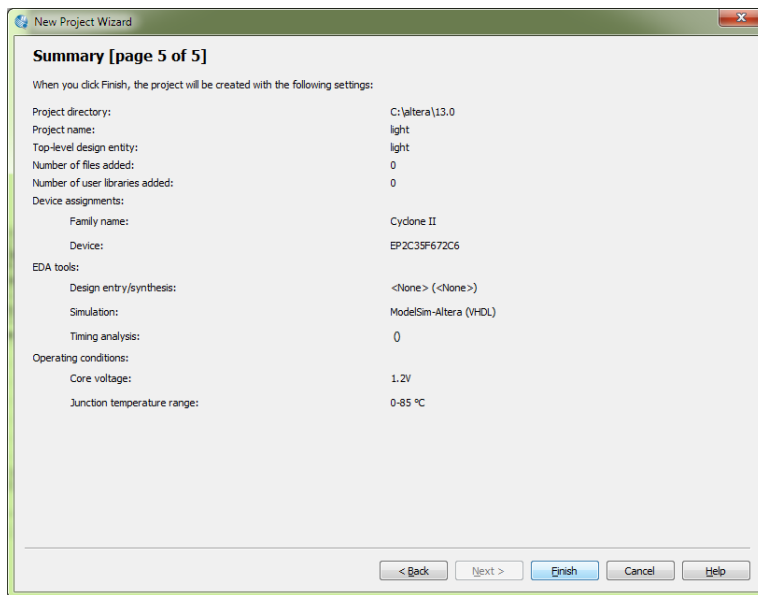 New Project Wizard
Summary [page 5 of 5]
When you click Finish, the project will be created with the following settings:
Project directory: C:\altera\13.0
Project name: light
Top-level design entity: light
Number of files added: 0
Number of user libraries added: 0
Device assignments:
Family name: Cyclone II
Device: EP2C35F672C6
EDA tools:
Design entry/synthesis: <None> (<None>)
Simulation: ModelSim-Altera (VHDL)
Timing analysis: ()
Operating conditions:
Core voltage: 1.2V
Junction temperature range: 0-85 ºC
< Back Next > Finish Cancel Help